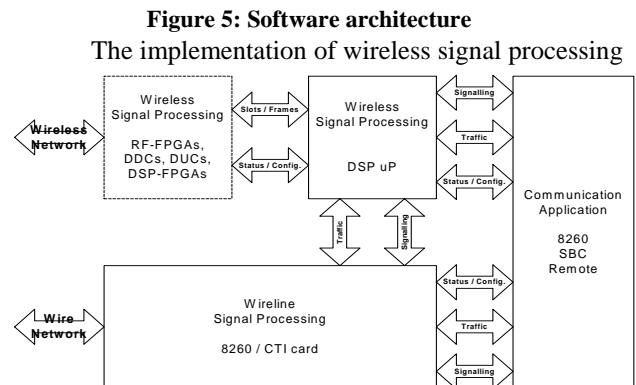 Figure 5: Software architecture
The implementation of wireless signal processing
Wireless
Network
Wireless
Signal Processing
RF-FPGAs,
DDCs, DUCs,
DSP-FPGAs
Slots / Frames
Status / Config.
Wireless
Signal Processing
DSP uP
Signalling
Traffic
Status / Config.
Communication
Application
8260
SBC
Remote
Traffic
Signalling
Wire
Network
Wireline
Signal Processing
8260 / CTI card
Status / Config.
Traffic
Signalling